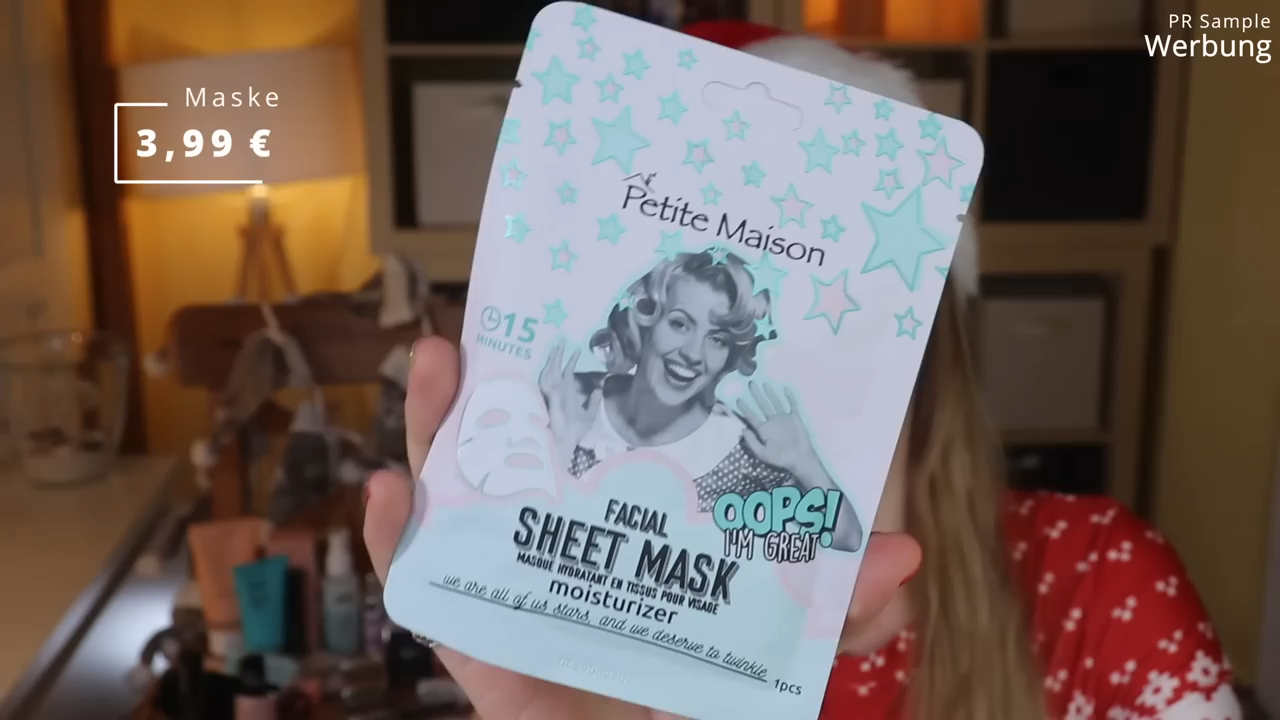 PR Sample
Werbung
Maske
3,99 €
Petite Maison
15
MINUTES
OOPS!
I'M GREAT
FACIAL
SHEET MASK
MASQUE HYDRATANT EN TISSUS POUR VISAGE
moisturizer
we are all of us stars, and we deserve to twinkle
1pcs